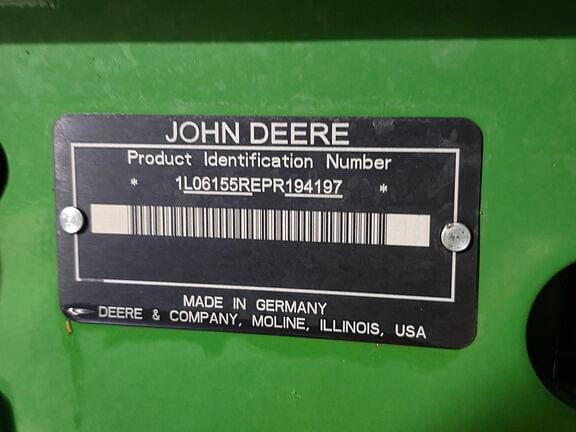 JOHN DEERE
Product Identification Number
* 1L06155REPR194197 *
MADE IN GERMANY
DEERE & COMPANY, MOLINE, ILLINOIS, USA